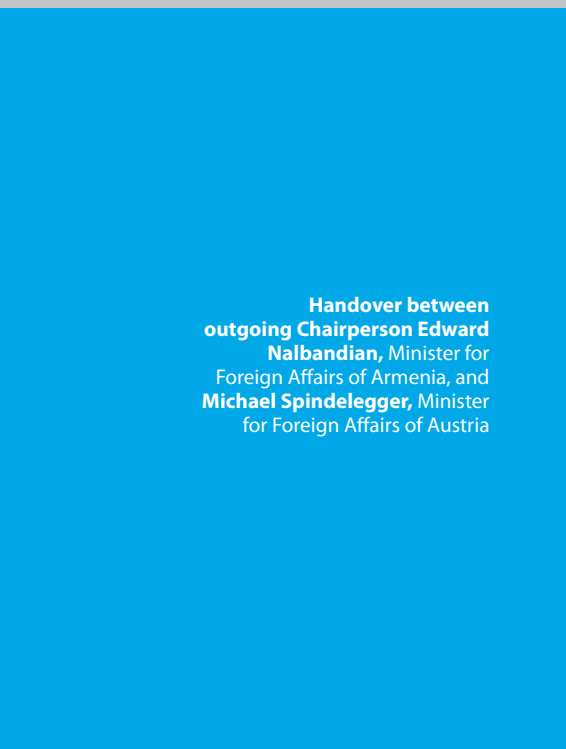 Handover between
outgoing Chairperson Edward
Nalbandian, Minister for
Foreign Affairs of Armenia, and
Michael Spindelegger, Minister
for Foreign Affairs of Austria